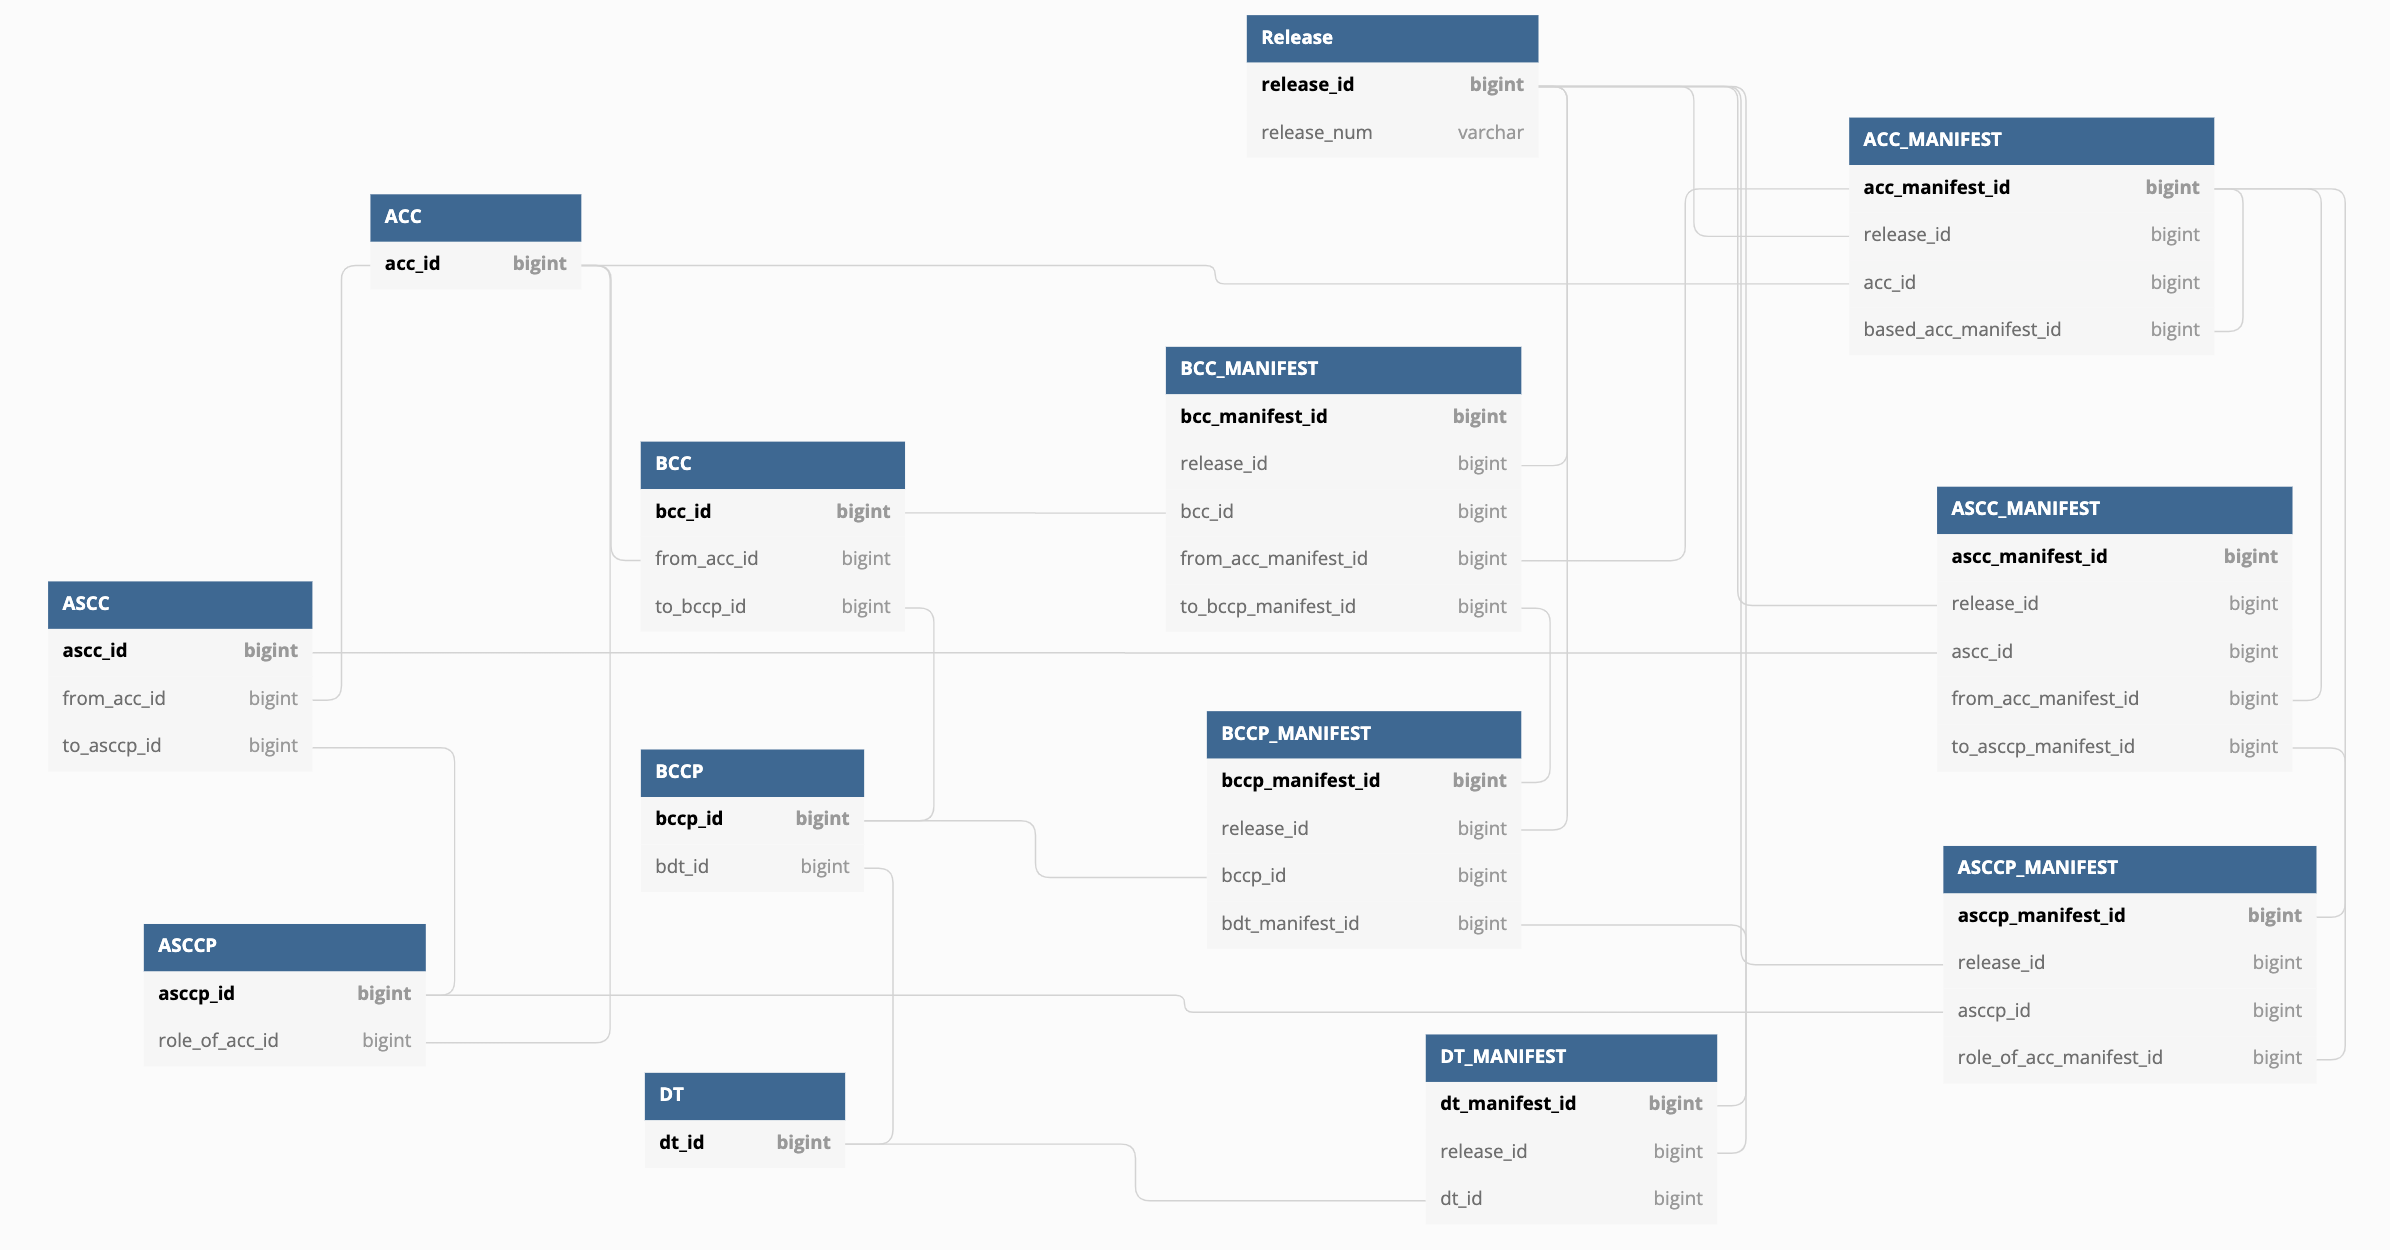 Release
release_id bigint
release_num varchar
ACC_MANIFEST
acc_manifest_id bigint
release_id bigint
acc_id bigint
based_acc_manifest_id bigint
ACC
acc_id bigint
BCC_MANIFEST
bcc_manifest_id bigint
release_id bigint
bcc_id bigint
from_acc_manifest_id bigint
to_bccp_manifest_id bigint
BCC
bcc_id bigint
from_acc_id bigint
to_bccp_id bigint
ASCC_MANIFEST
ascc_manifest_id bigint
release_id bigint
ascc_id bigint
from_acc_manifest_id bigint
to_asccp_manifest_id bigint
ASCC
ascc_id bigint
from_acc_id bigint
to_asccp_id bigint
BCCP_MANIFEST
bccp_manifest_id bigint
release_id bigint
bccp_id bigint
bdt_manifest_id bigint
BCCP
bccp_id bigint
bdt_id bigint
ASCCP_MANIFEST
asccp_manifest_id bigint
release_id bigint
asccp_id bigint
role_of_acc_manifest_id bigint
ASCCP
asccp_id bigint
role_of_acc_id bigint
DT_MANIFEST
dt_manifest_id bigint
release_id bigint
dt_id bigint
DT
dt_id bigint